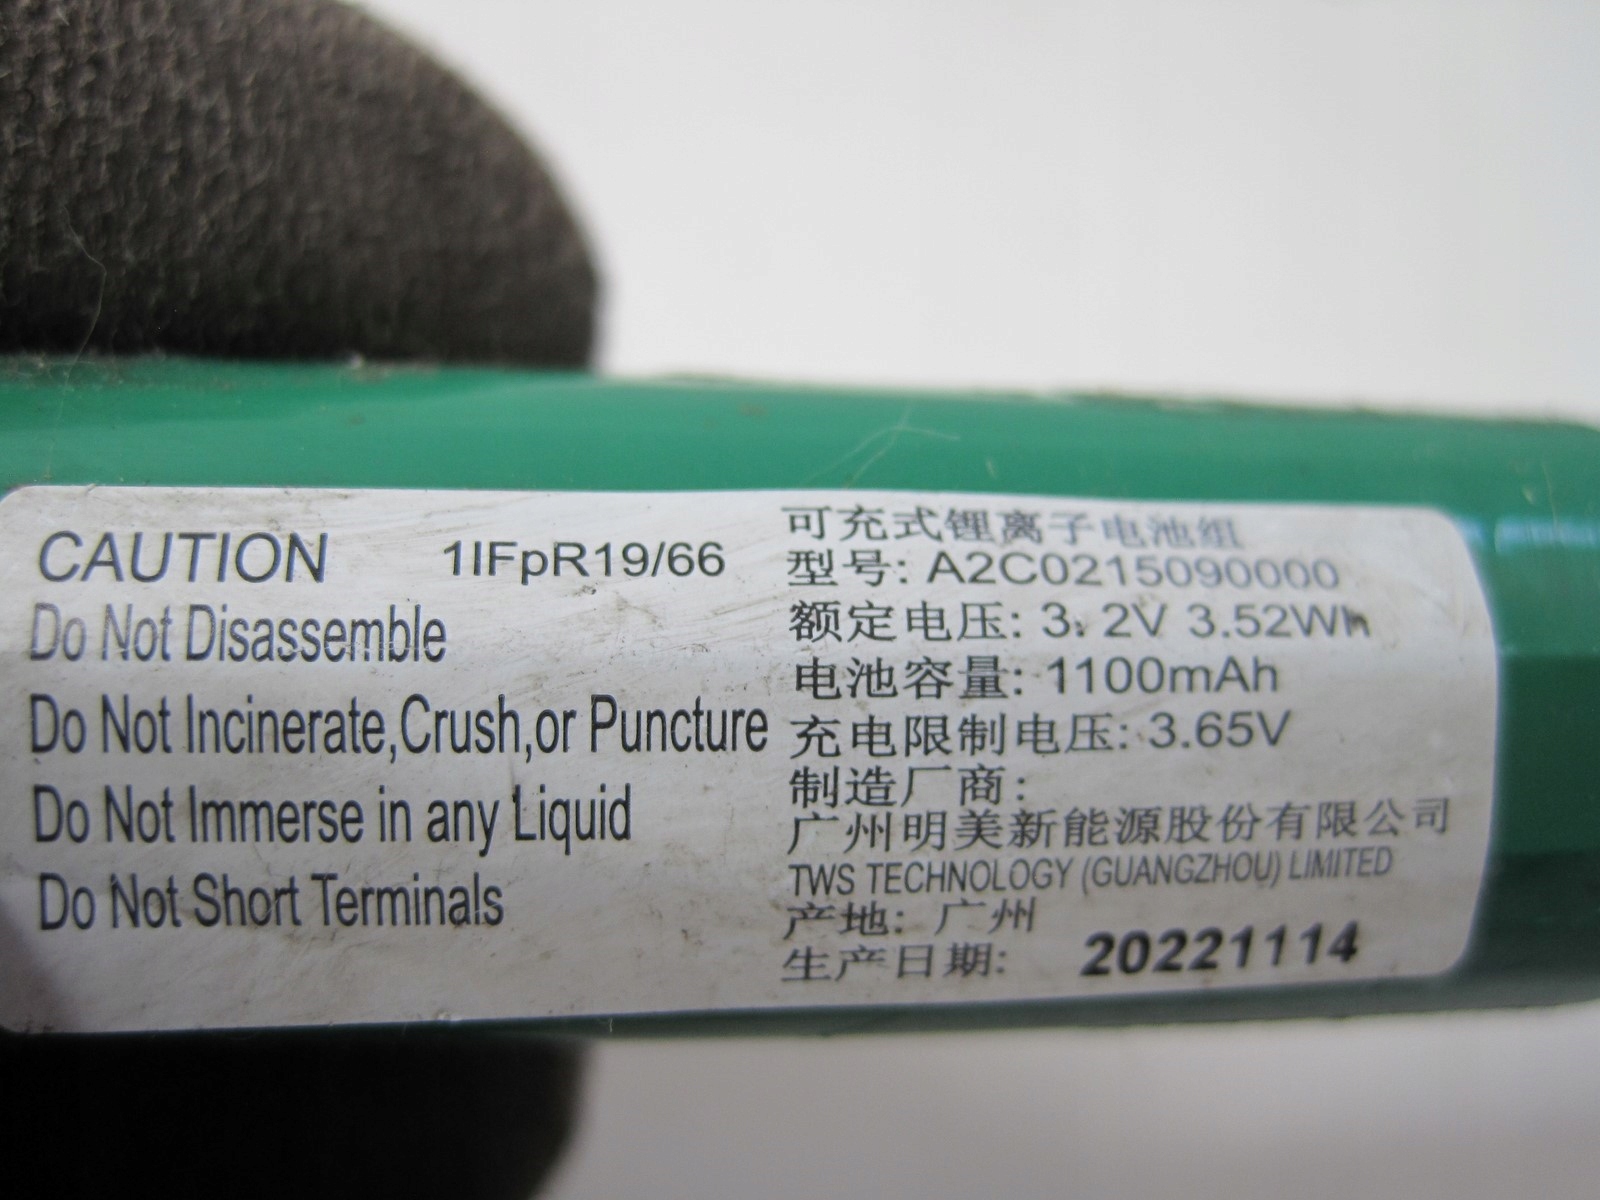 CAUTION 1IFpR19/66
Do Not Disassemble
Do Not Incinerate,Crush,or Puncture
Do Not Immerse in any Liquid
Do Not Short Terminals
可充式锂离子电池组
型号: A2C0215090000
额定电压: 3.2V 3.52Wh
电池容量: 1100mAh
充电限制电压: 3.65V
制造厂商:
广州明美新能源股份有限公司
TWS TECHNOLOGY (GUANGZHOU) LIMITED
产地: 广州
生产日期: 20221114